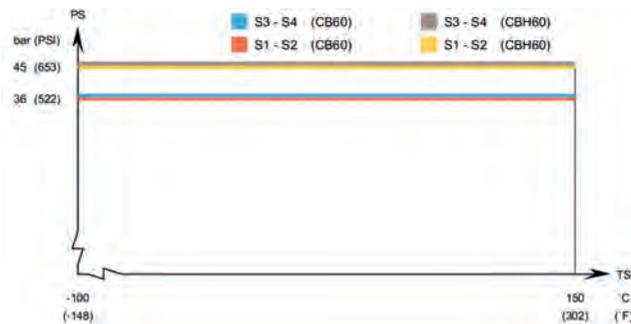 PS
S3 - S4 (CB60)
S3 - S4 (CBH60)
bar (PSI)
S1 - S2 (CB60)
S1 - S2 (CBH60)
45 (653)
36 (522)
TS
-100
150
°C
(-148)
(302)
(°F)